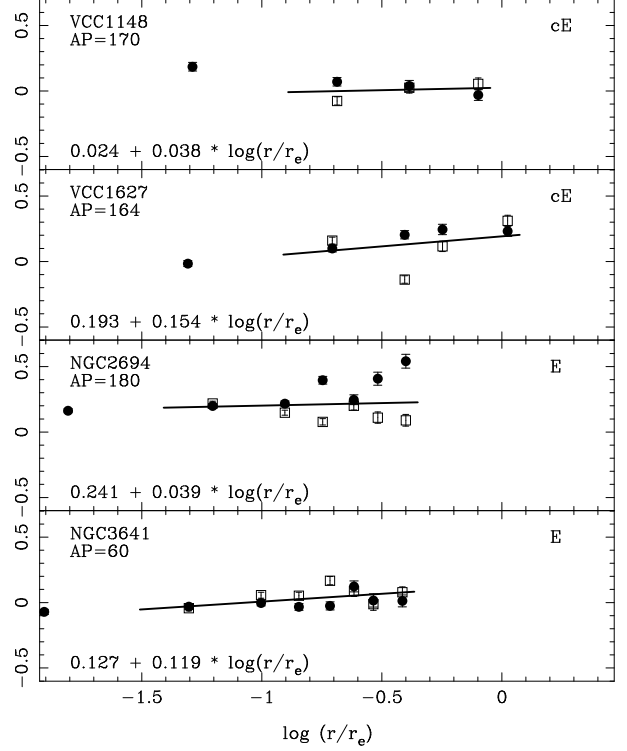 0.5
VCC1148
AP=170
cE
0
0.024 + 0.038 * log(r/re)
−0.5
0.5
VCC1627
AP=164
cE
0
0.193 + 0.154 * log(r/re)
−0.5
0.5
NGC2694
AP=180
E
0
0.241 + 0.039 * log(r/re)
−0.5
0.5
NGC3641
AP=60
E
0
0.127 + 0.119 * log(r/re)
−0.5
−1.5 −1 −0.5 0
log (r/re)